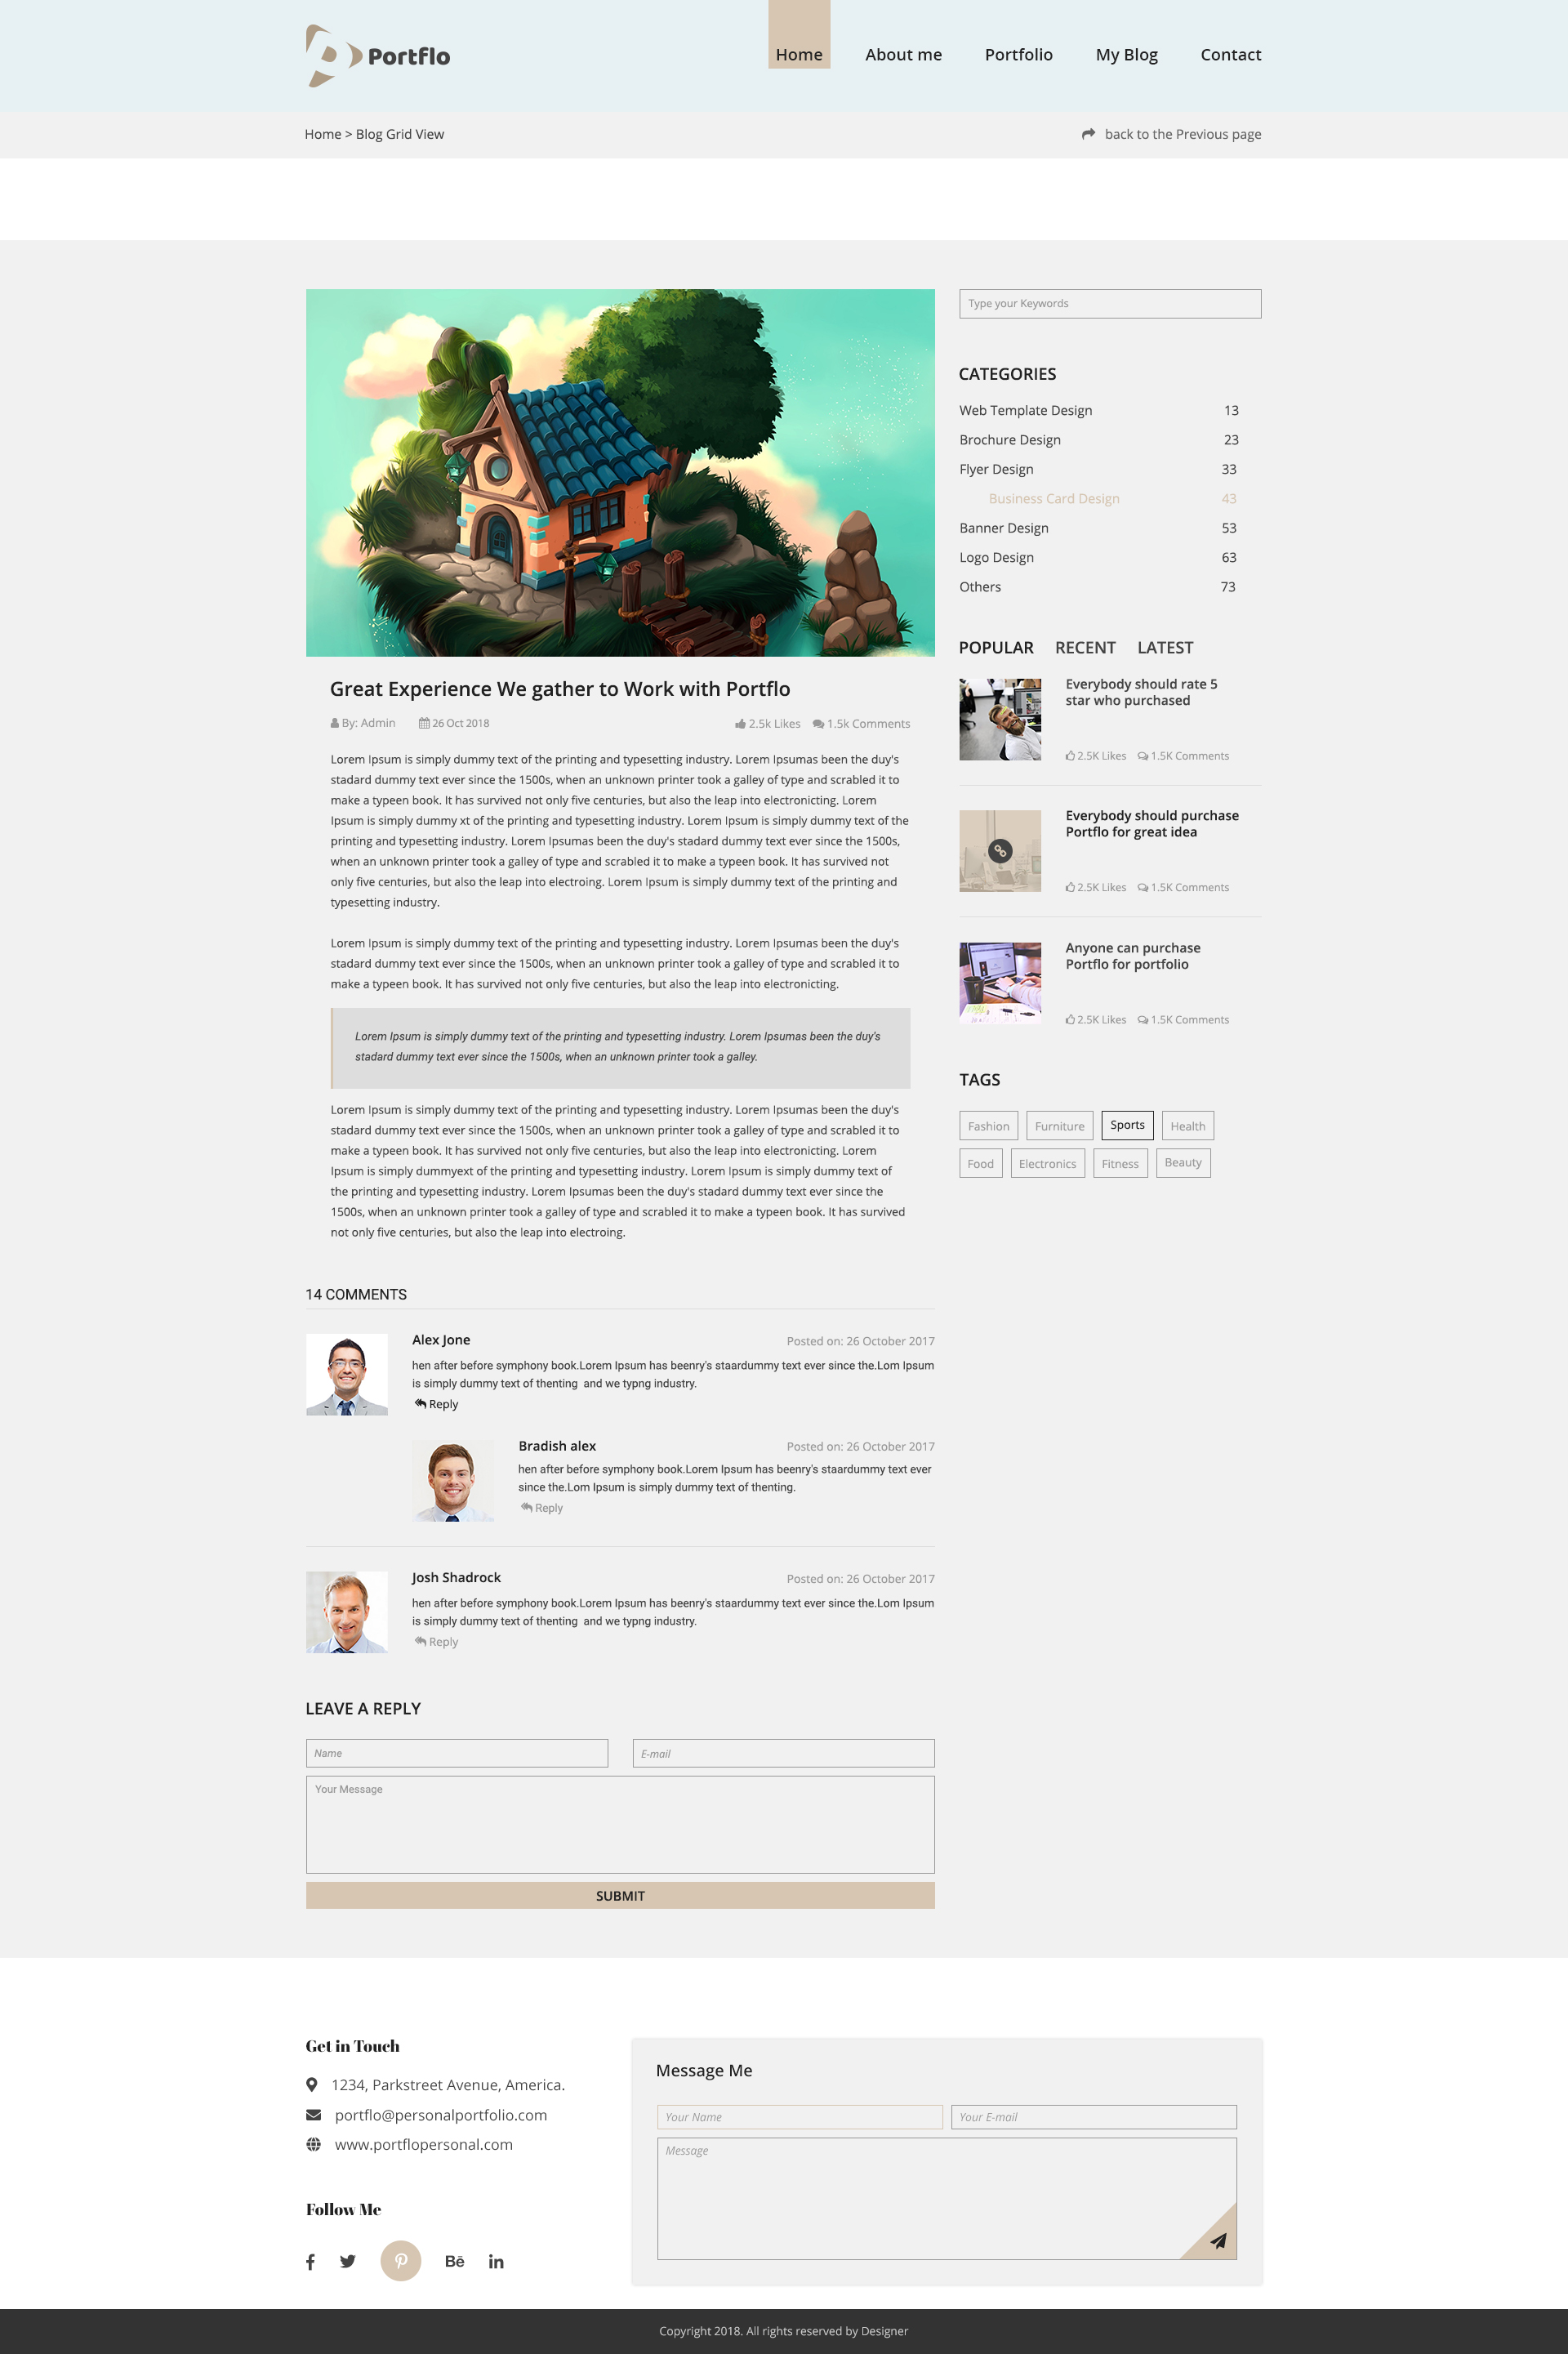 Portflo
Home About me Portfolio My Blog Contact
Home > Blog Grid View
back to the Previous page
Great Experience We gather to Work with Portflo
By: Admin 26 Oct 2018 2.5k Likes 1.5k Comments
Lorem Ipsum is simply dummy text of the printing and typesetting industry. Lorem Ipsumas been the duy's
stadard dummy text ever since the 1500s, when an unknown printer took a galley of type and scrabled it to
make a typeen book. It has survived not only five centuries, but also the leap into electronicting. Lorem
Ipsum is simply dummy xt of the printing and typesetting industry. Lorem Ipsum is simply dummy text of the
printing and typesetting industry. Lorem Ipsumas been the duy's stadard dummy text ever since the 1500s,
when an unknown printer took a galley of type and scrabled it to make a typeen book. It has survived not
only five centuries, but also the leap into electroing. Lorem Ipsum is simply dummy text of the printing and
typesetting industry.
Lorem Ipsum is simply dummy text of the printing and typesetting industry. Lorem Ipsumas been the duy's
stadard dummy text ever since the 1500s, when an unknown printer took a galley of type and scrabled it to
make a typeen book. It has survived not only five centuries, but also the leap into electronicting.
Lorem Ipsum is simply dummy text of the printing and typesetting industry. Lorem Ipsumas been the duy's
stadard dummy text ever since the 1500s, when an unknown printer took a galley.
Lorem Ipsum is simply dummy text of the printing and typesetting industry. Lorem Ipsumas been the duy's
stadard dummy text ever since the 1500s, when an unknown printer took a galley of type and scrabled it to
make a typeen book. It has survived not only five centuries, but also the leap into electronicting. Lorem
Ipsum is simply dummyext of the printing and typesetting industry. Lorem Ipsum is simply dummy text of
the printing and typesetting industry. Lorem Ipsumas been the duy's stadard dummy text ever since the
1500s, when an unknown printer took a galley of type and scrabled it to make a typeen book. It has survived
not only five centuries, but also the leap into electroing.
14 COMMENTS
Alex Jone Posted on: 26 October 2017
hen after before symphony book.Lorem Ipsum has beenry's staardummy text ever since the.Lom Ipsum
is simply dummy text of thenting and we typng industry.
Reply
Bradish alex Posted on: 26 October 2017
hen after before symphony book.Lorem Ipsum has beenry's staardummy text ever
since the.Lom Ipsum is simply dummy text of thenting.
Reply
Josh Shadrock Posted on: 26 October 2017
hen after before symphony book.Lorem Ipsum has beenry's staardummy text ever since the.Lom Ipsum
is simply dummy text of thenting and we typng industry.
Reply
LEAVE A REPLY
Name E-mail
Your Message
SUBMIT
Type your Keywords
CATEGORIES
Web Template Design 13
Brochure Design 23
Flyer Design 33
Business Card Design 43
Banner Design 53
Logo Design 63
Others 73
POPULAR RECENT LATEST
Everybody should rate 5
star who purchased
2.5K Likes 1.5K Comments
Everybody should purchase
Portflo for great idea
2.5K Likes 1.5K Comments
Anyone can purchase
Portflo for portfolio
2.5K Likes 1.5K Comments
TAGS
Fashion Furniture Sports Health
Food Electronics Fitness Beauty
Get in Touch
1234, Parkstreet Avenue, America.
portflo@personalportfolio.com
www.portflopersonal.com
Follow Me
Bē in
Message Me
Your Name Your E-mail
Message
Copyright 2018. All rights reserved by Designer